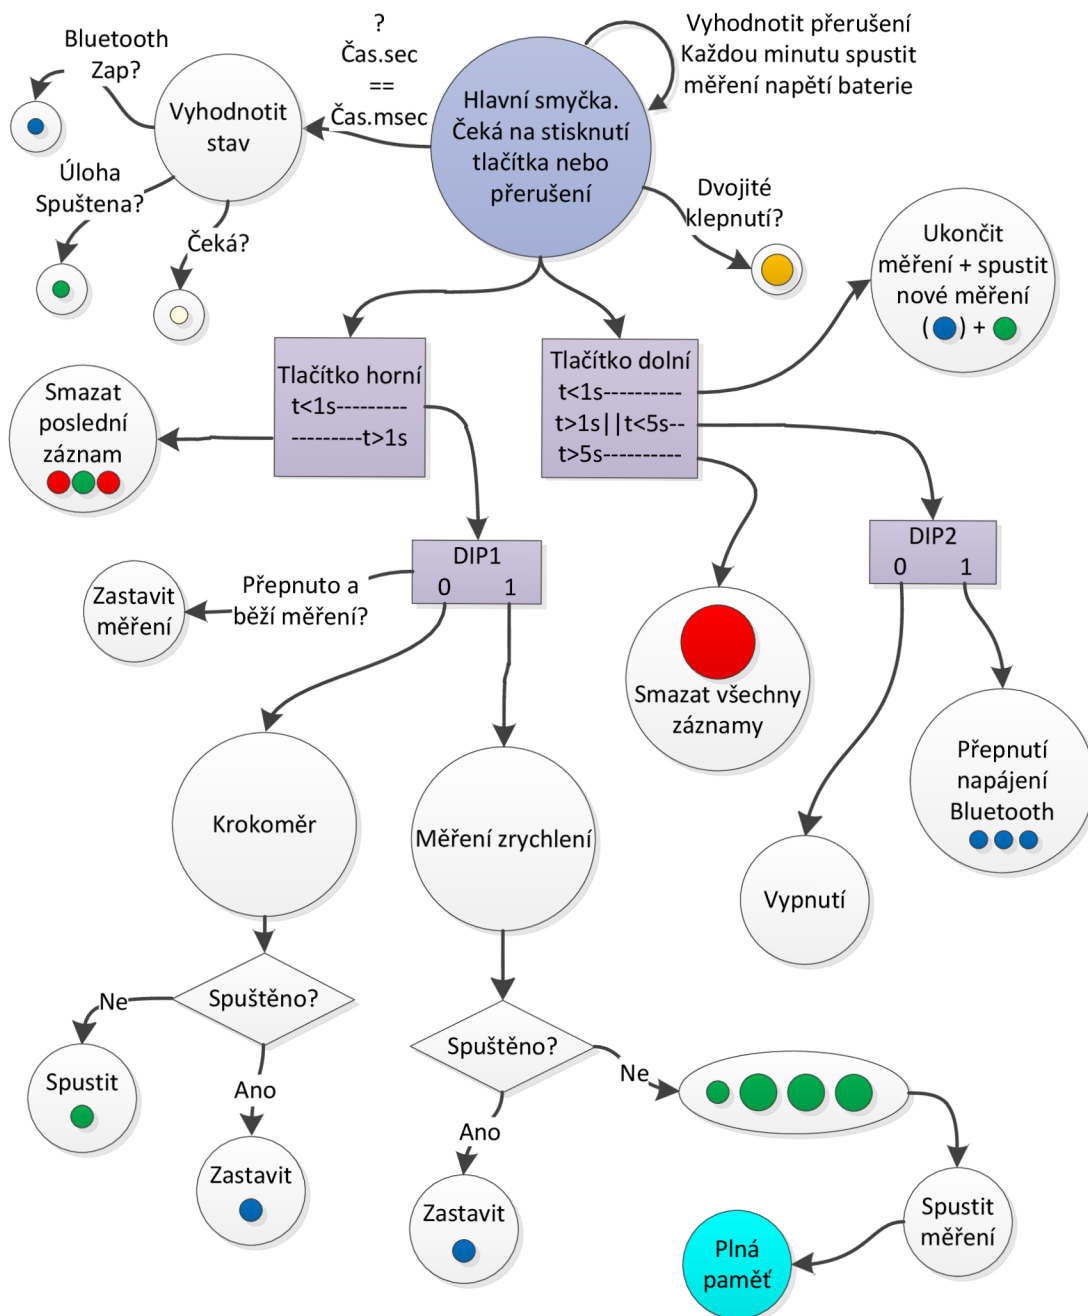 Bluetooth
Zap?
?
Čas.sec
==
Čas.msec
Vyhodnotit přerušení
Každou minutu spustit
měření napětí baterie
Vyhodnotit
stav
Hlavní smyčka.
Čeká na stisknutí
tlačítka nebo
přerušení
Úloha
Spuštena?
Čeká?
Dvojité
klepnutí?
Ukončit
měření + spustit
nové měření
( ) +
Tlačítko horní
t<1s---------
---------t>1s
Tlačítko dolní
t<1s----------
t>1s||t<5s--
t>5s----------
Smazat
poslední
záznam
DIP1
0 1
DIP2
0 1
Přepnuto a
běží měření?
Zastavit
měření
Smazat všechny
záznamy
Přepnutí
napájení
Bluetooth
Krokoměr
Měření zrychlení
Vypnutí
Spuštěno?
Ne
Spustit
Ano
Zastavit
Spuštěno?
Ne
Ano
Zastavit
Spustit
měření
Plná
paměť